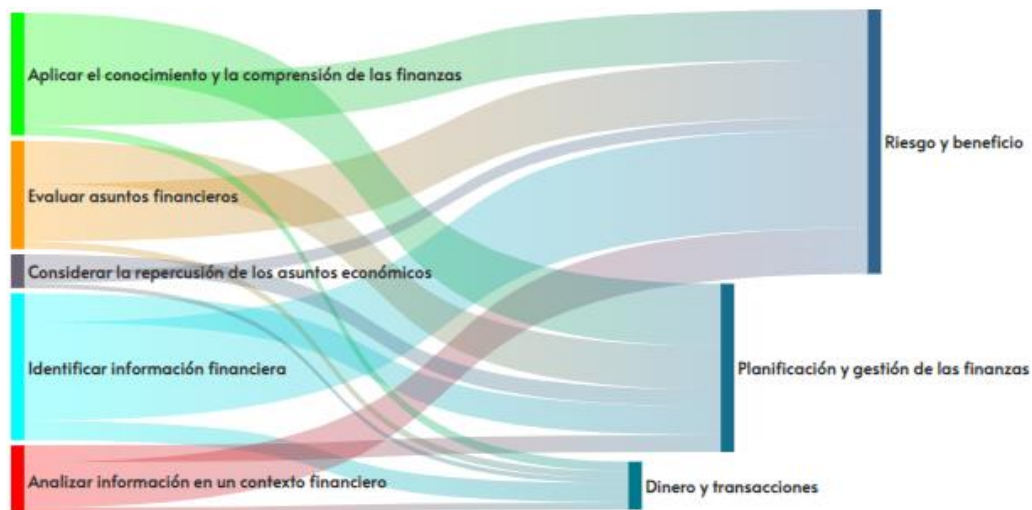 Aplicar el conocimiento y la comprensión de las finanzas
Evaluar asuntos financieros
Considerar la repercusión de los asuntos económicos
Identificar información financiera
Analizar información en un contexto financiero
Riesgo y beneficio
Planificación y gestión de las finanzas
Dinero y transacciones